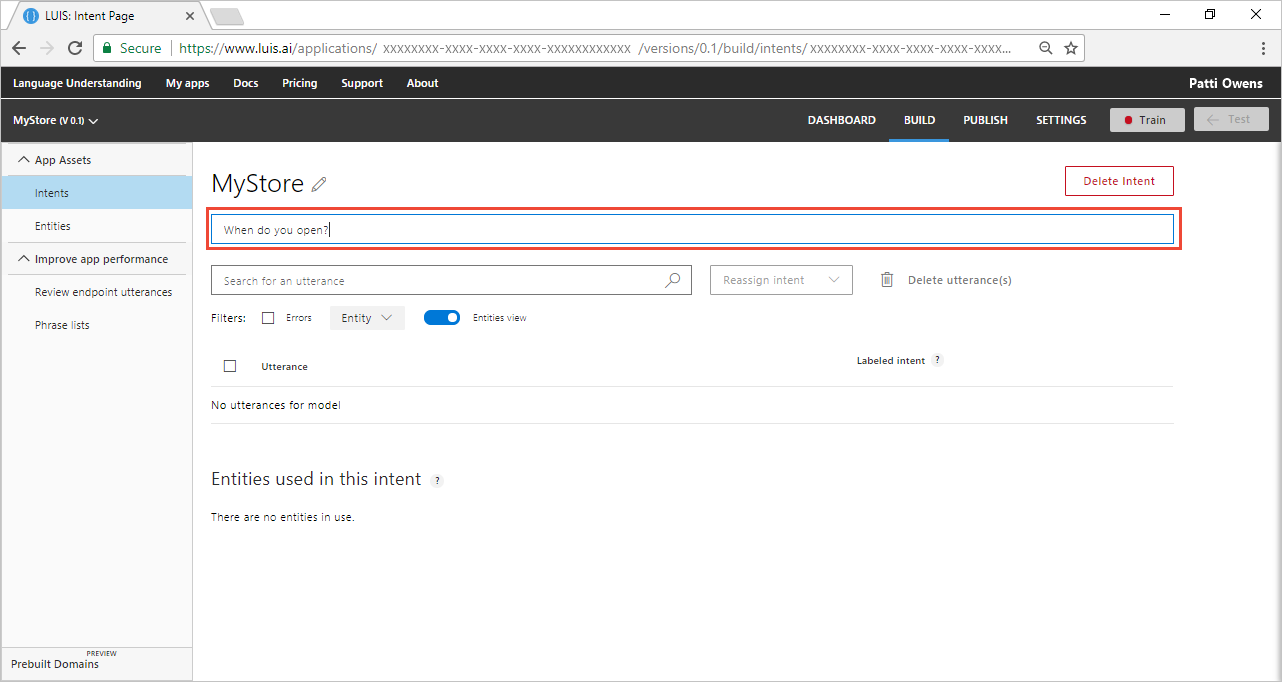 LUIS: Intent Page
Secure https://www.luis.ai/applications/ xxxxxxxx-xxxx-xxxx-xxxx-xxxxxxxxxxxx /versions/0.1/build/intents/ xxxxxxxx-xxxx-xxxx-xxxx-xxxx...
Language Understanding My apps Docs Pricing Support About Patti Owens
MyStore (V 0.1) DASHBOARD BUILD PUBLISH SETTINGS Train Test
App Assets
Intents
Entities
Improve app performance
Review endpoint utterances
Phrase lists
PREVIEW
Prebuilt Domains
MyStore
Delete Intent
When do you open?
Search for an utterance Reassign intent Delete utterance(s)
Filters: Errors Entity Entities view
Utterance Labeled intent ?
No utterances for model
Entities used in this intent ?
There are no entities in use.